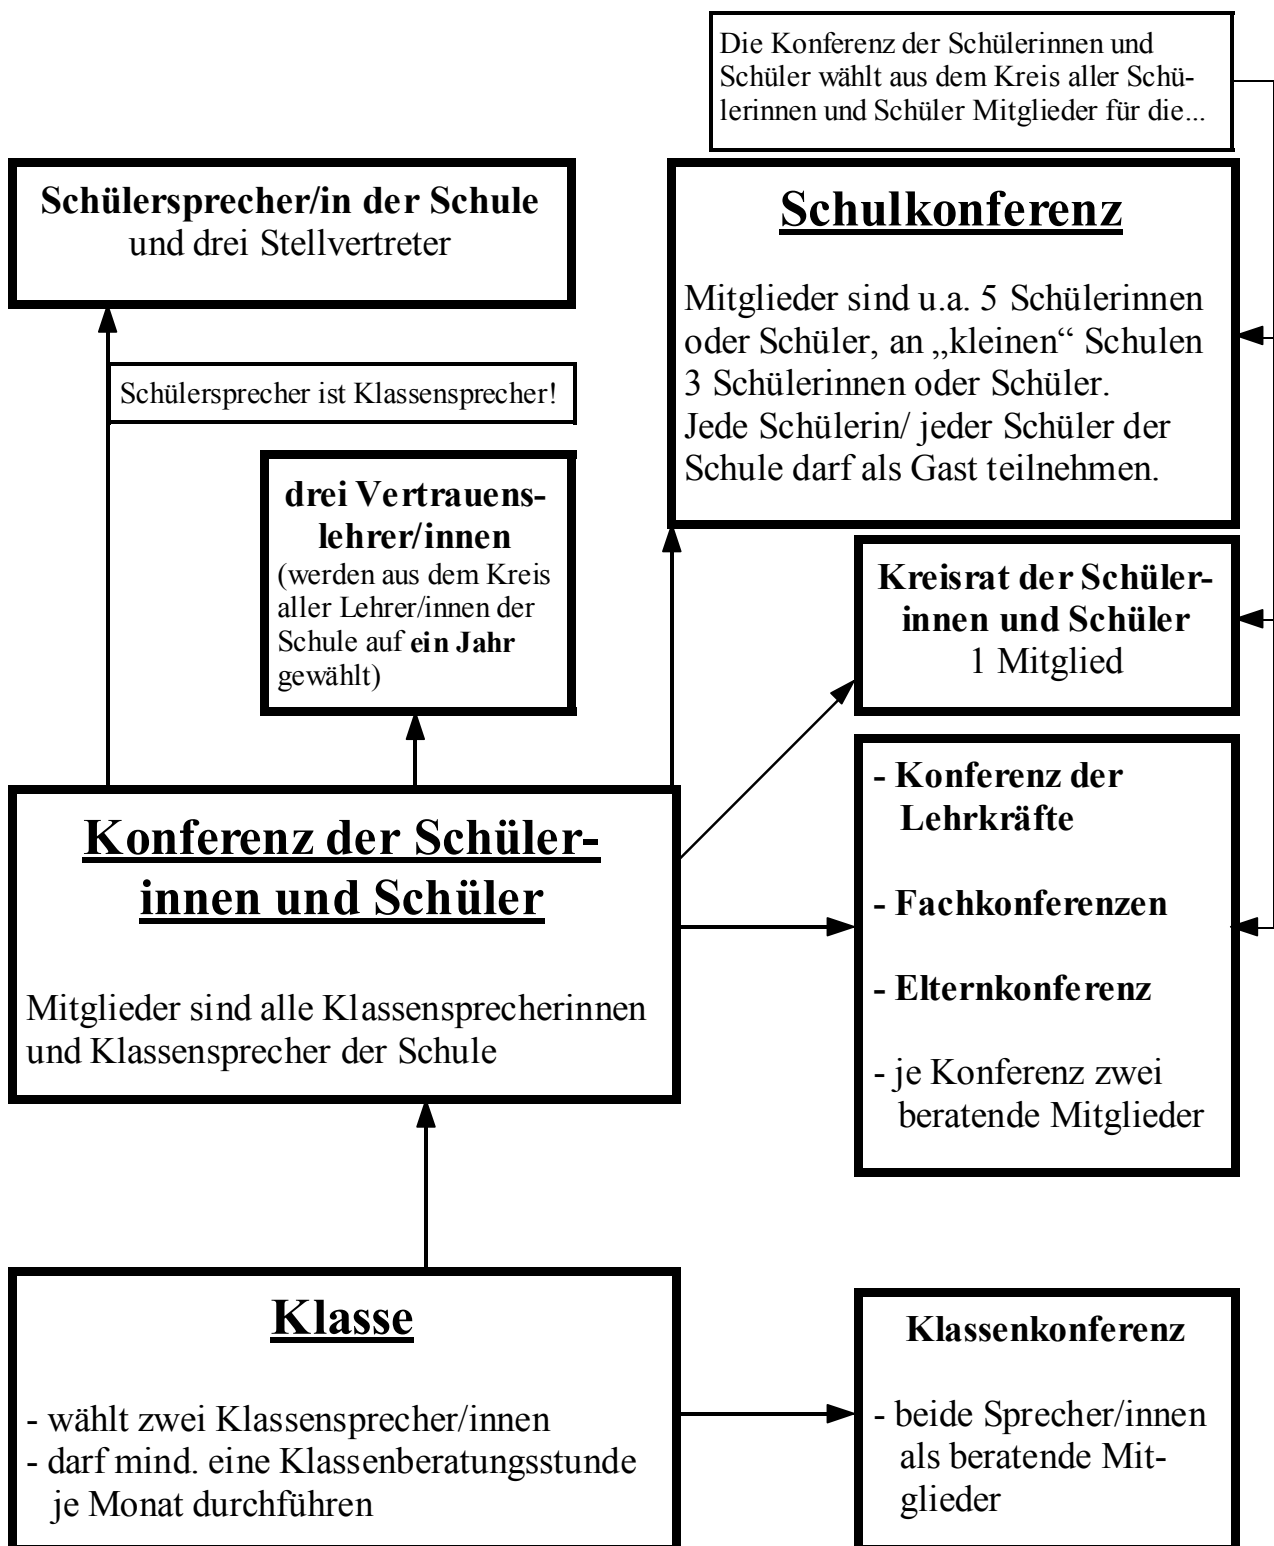 Die Konferenz der Schülerinnen und
Schüler wählt aus dem Kreis aller Schü-
lerinnen und Schüler Mitglieder für die...
Schülersprecher/in der Schule
und drei Stellvertreter
Schulkonferenz
Mitglieder sind u.a. 5 Schülerinnen
oder Schüler, an „kleinen“ Schulen
3 Schülerinnen oder Schüler.
Jede Schülerin/ jeder Schüler der
Schule darf als Gast teilnehmen.
Schülersprecher ist Klassensprecher!
drei Vertrauens-
lehrer/innen
(werden aus dem Kreis
aller Lehrer/innen der
Schule auf ein Jahr
gewählt)
Kreisrat der Schüler-
innen und Schüler
1 Mitglied
- Konferenz der
Lehrkräfte
- Fachkonferenzen
- Elternkonferenz
- je Konferenz zwei
beratende Mitglieder
Konferenz der Schüler-
innen und Schüler
Mitglieder sind alle Klassensprecherinnen
und Klassensprecher der Schule
Klasse
- wählt zwei Klassensprecher/innen
- darf mind. eine Klassenberatungsstunde
je Monat durchführen
Klassenkonferenz
- beide Sprecher/innen
als beratende Mit-
glieder